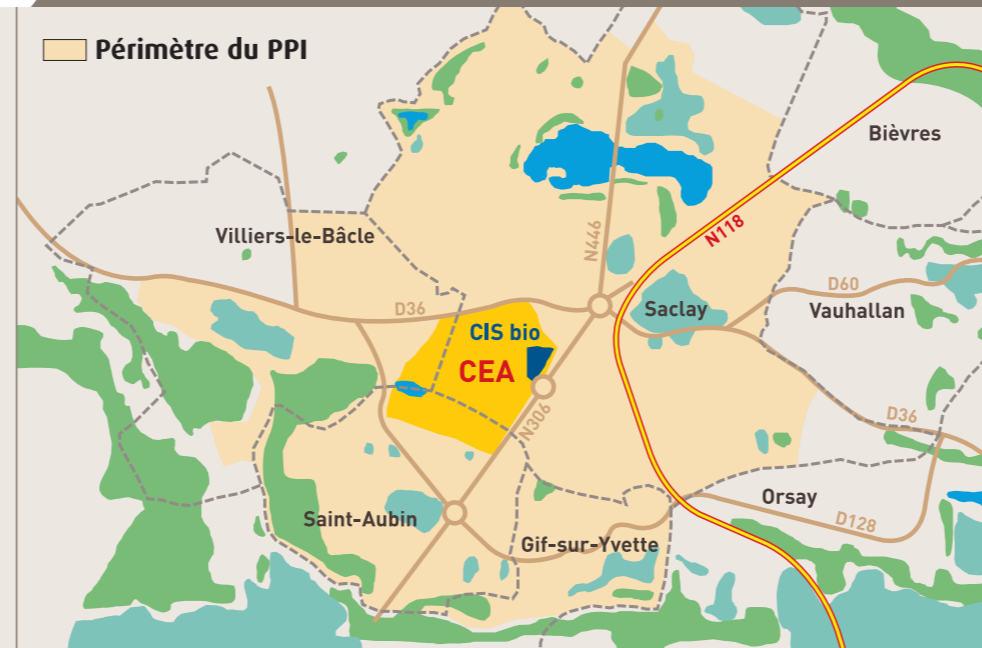 Périmètre du PPI
Bièvres
N118
Villiers-le-Bâcle
N446
D60
D36
Saclay
Vauhallan
CIS bio
CEA
N306
D36
Orsay
Saint-Aubin
D128
Gif-sur-Yvette